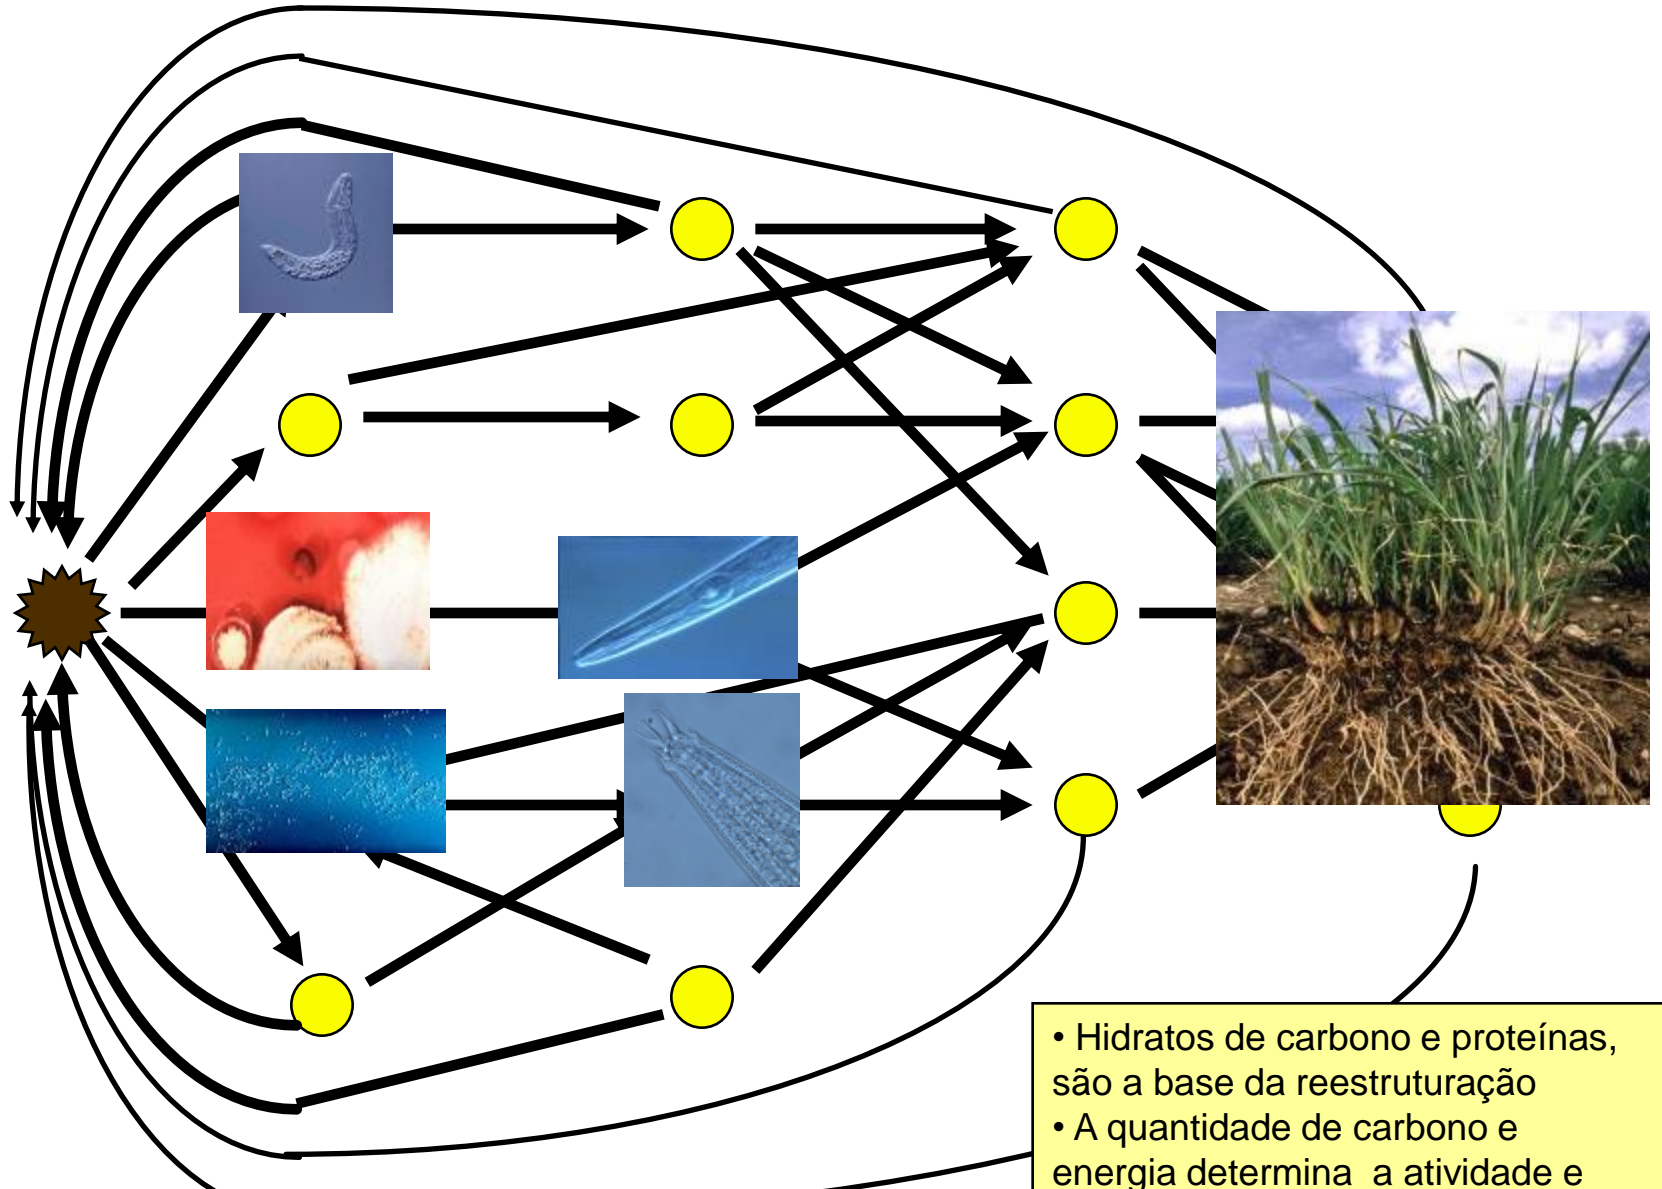 • Hidratos de carbono e proteínas,
são a base da reestruturação
• A quantidade de carbono e
energia determina a atividade e